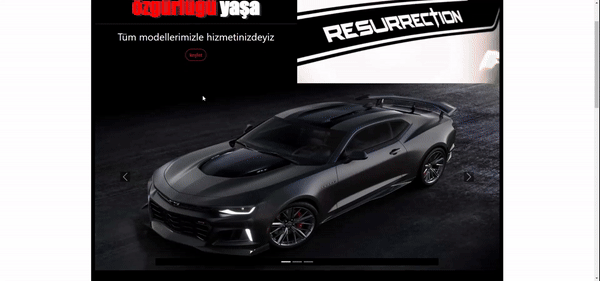 özgürlüğü yaşa
Tüm modellerimizle hizmetinizdeyiz
RESURRECTION